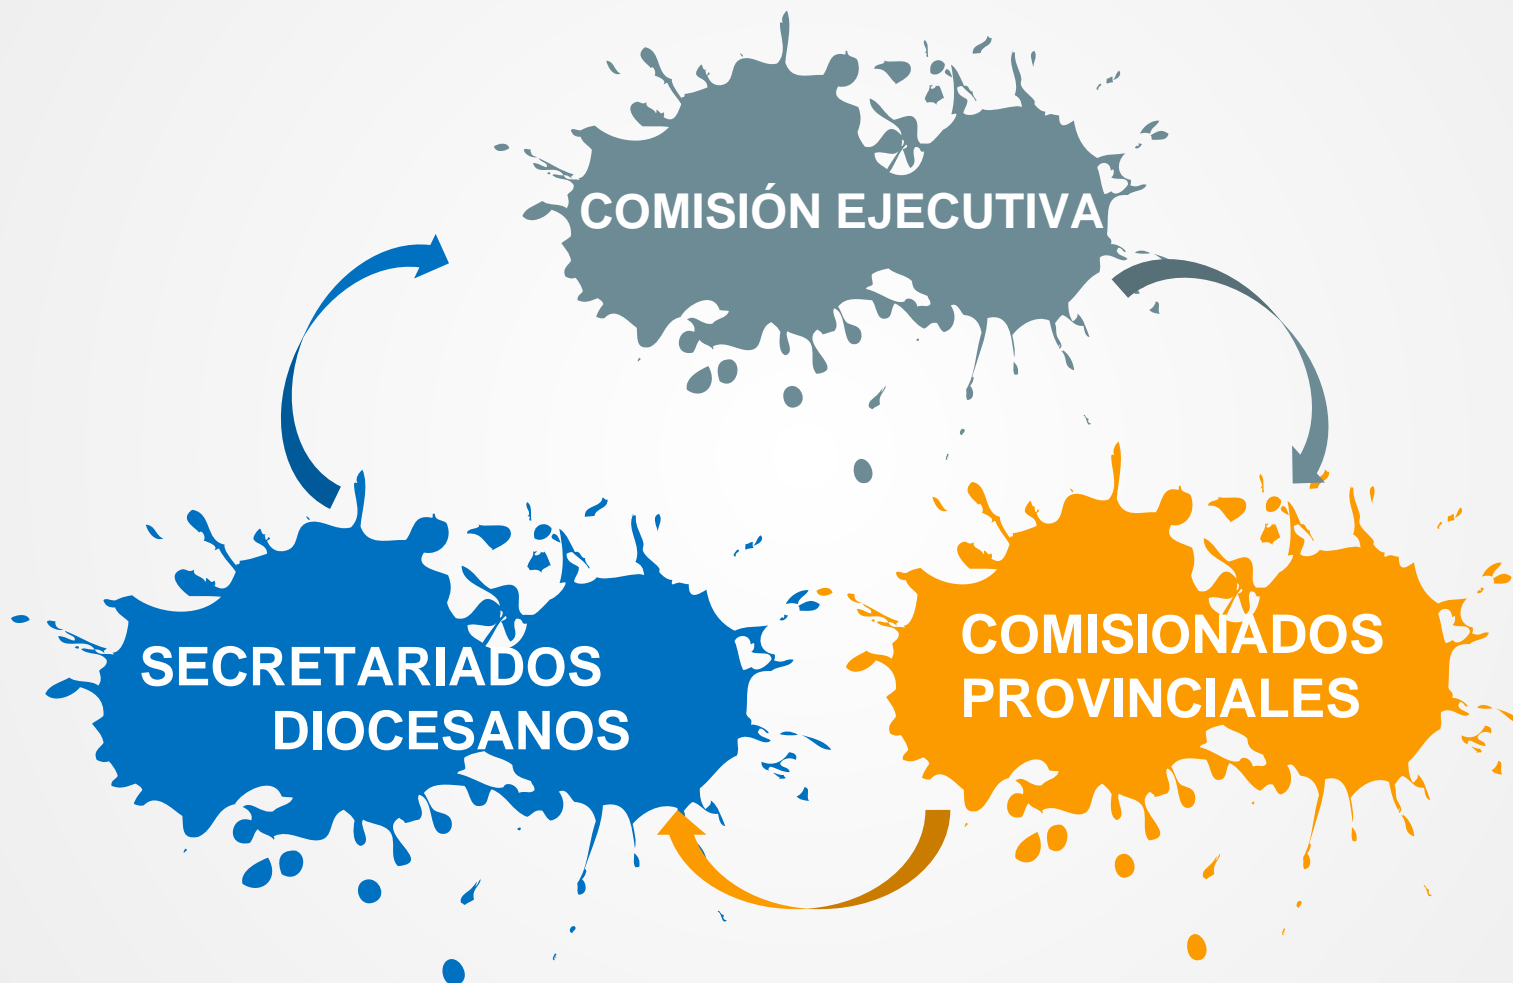 COMISIÓN EJECUTIVA
COMISIONADOS
PROVINCIALES
SECRETARIADOS
DIOCESANOS